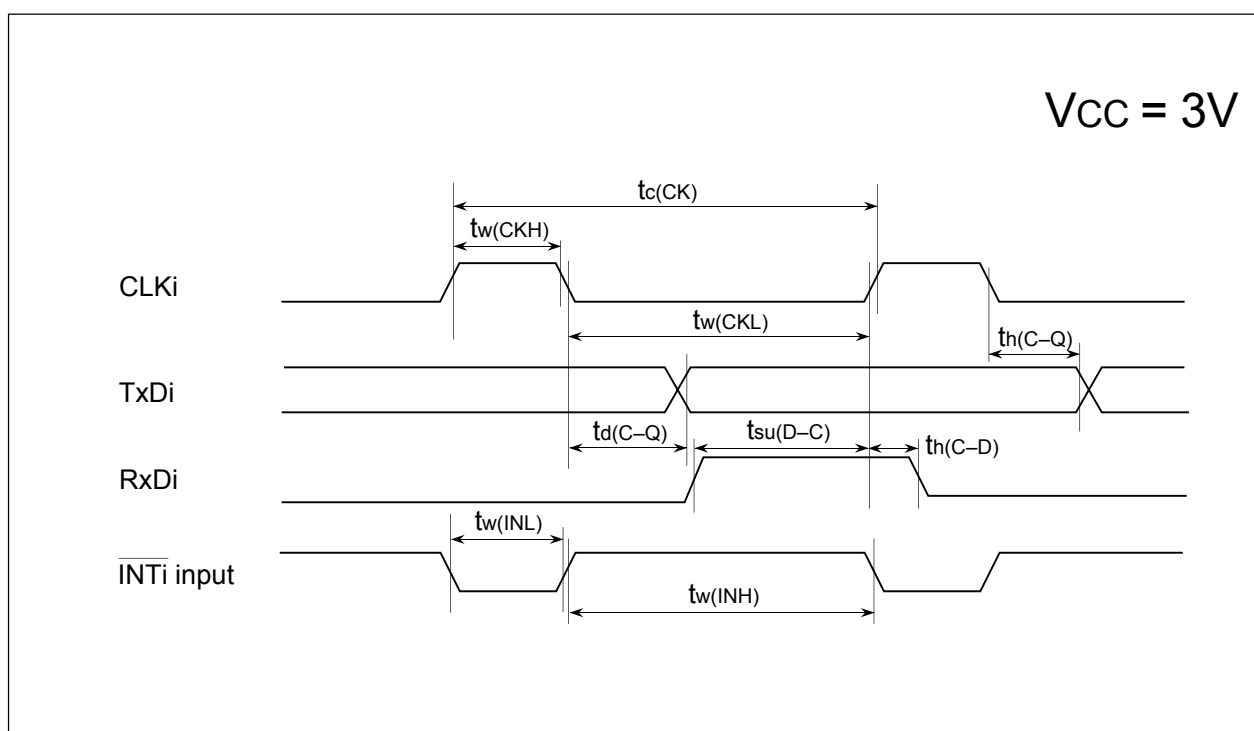 VCC = 3V
tc(CK)
tw(CKH)
CLKi
tw(CKL)
th(C–Q)
TxDi
td(C–Q)
tsu(D–C)
th(C–D)
RxDi
tw(INL)
INTi input
tw(INH)